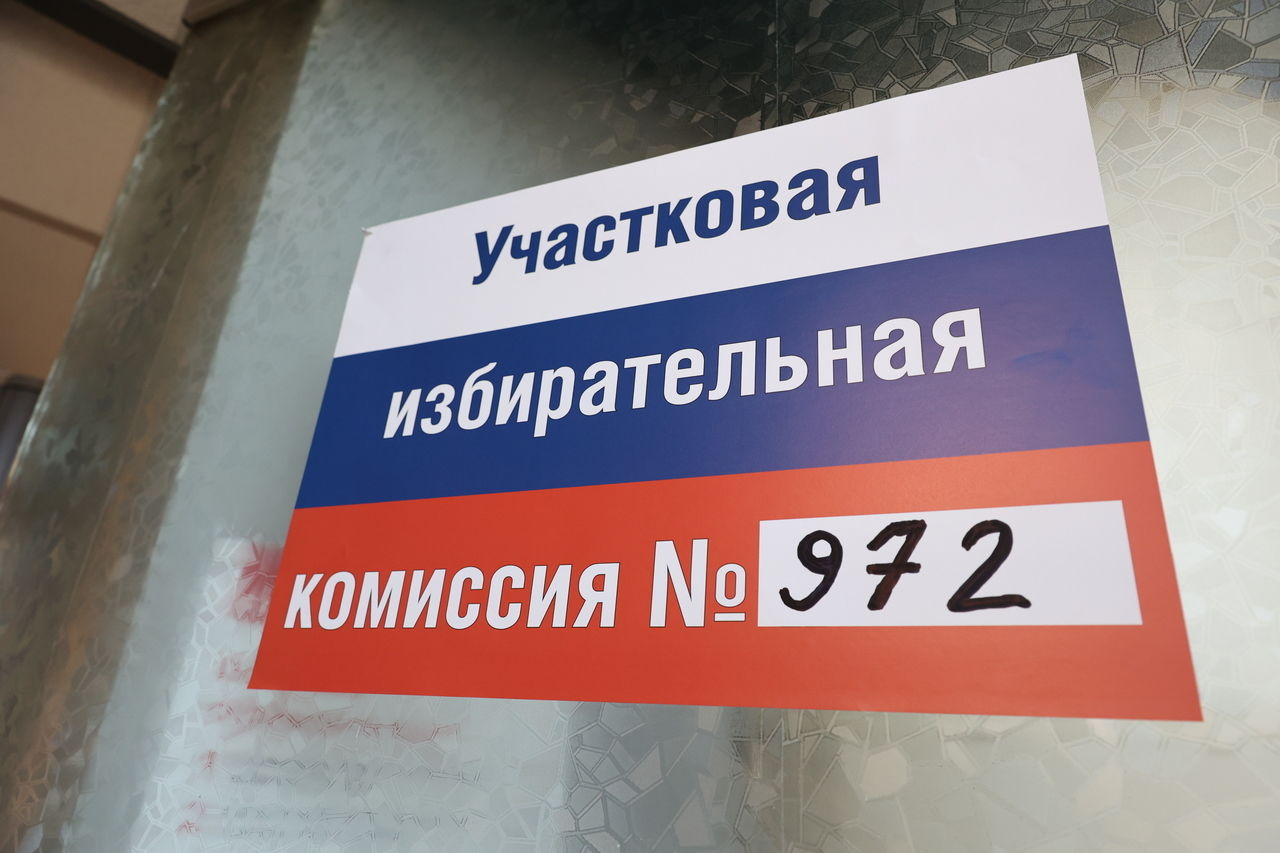 Участковая
избирательная
комиссия № 972